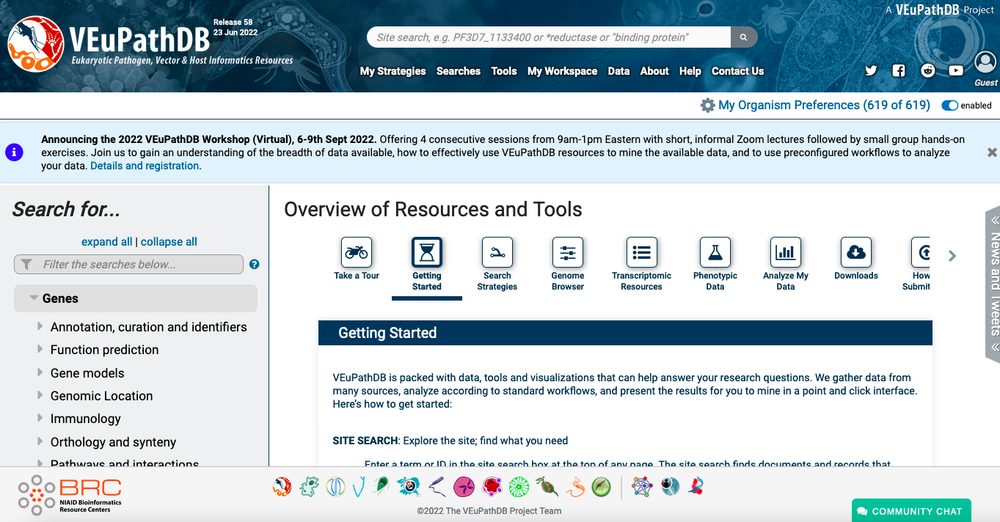 A VEuPathDB Project
Release 58
23 Jun 2022
VEuPathDB
Eukaryotic Pathogen, Vector & Host Informatics Resources
Site search, e.g. PF3D7_1133400 or *reductase or "binding protein"
My Strategies Searches Tools My Workspace Data About Help Contact Us
Guest
My Organism Preferences (619 of 619) enabled
Announcing the 2022 VEuPathDB Workshop (Virtual), 6-9th Sept 2022. Offering 4 consecutive sessions from 9am-1pm Eastern with short, informal Zoom lectures followed by small group hands-on
exercises. Join us to gain an understanding of the breadth of data available, how to effectively use VEuPathDB resources to mine the available data, and to use preconfigured workflows to analyze
your data. Details and registration.
Search for...
expand all | collapse all
Filter the searches below...
Genes
Annotation, curation and identifiers
Function prediction
Gene models
Genomic Location
Immunology
Orthology and synteny
Pathways and interactions
Overview of Resources and Tools
Take a Tour
Getting
Started
Search
Strategies
Genome
Browser
Transcriptomic
Resources
Phenotypic
Data
Analyze My
Data
Downloads
How
Submit
News and Tweets
Getting Started
VEuPathDB is packed with data, tools and visualizations that can help answer your research questions. We gather data from
many sources, analyze according to standard workflows, and present the results for you to mine in a point and click interface.
Here's how to get started:
SITE SEARCH: Explore the site; find what you need
Enter a term or ID in the site search box at the top of any page. The site search finds documents and records that
BRC
NIAID Bioinformatics
Resource Centers
©2022 The VEuPathDB Project Team
COMMUNITY CHAT